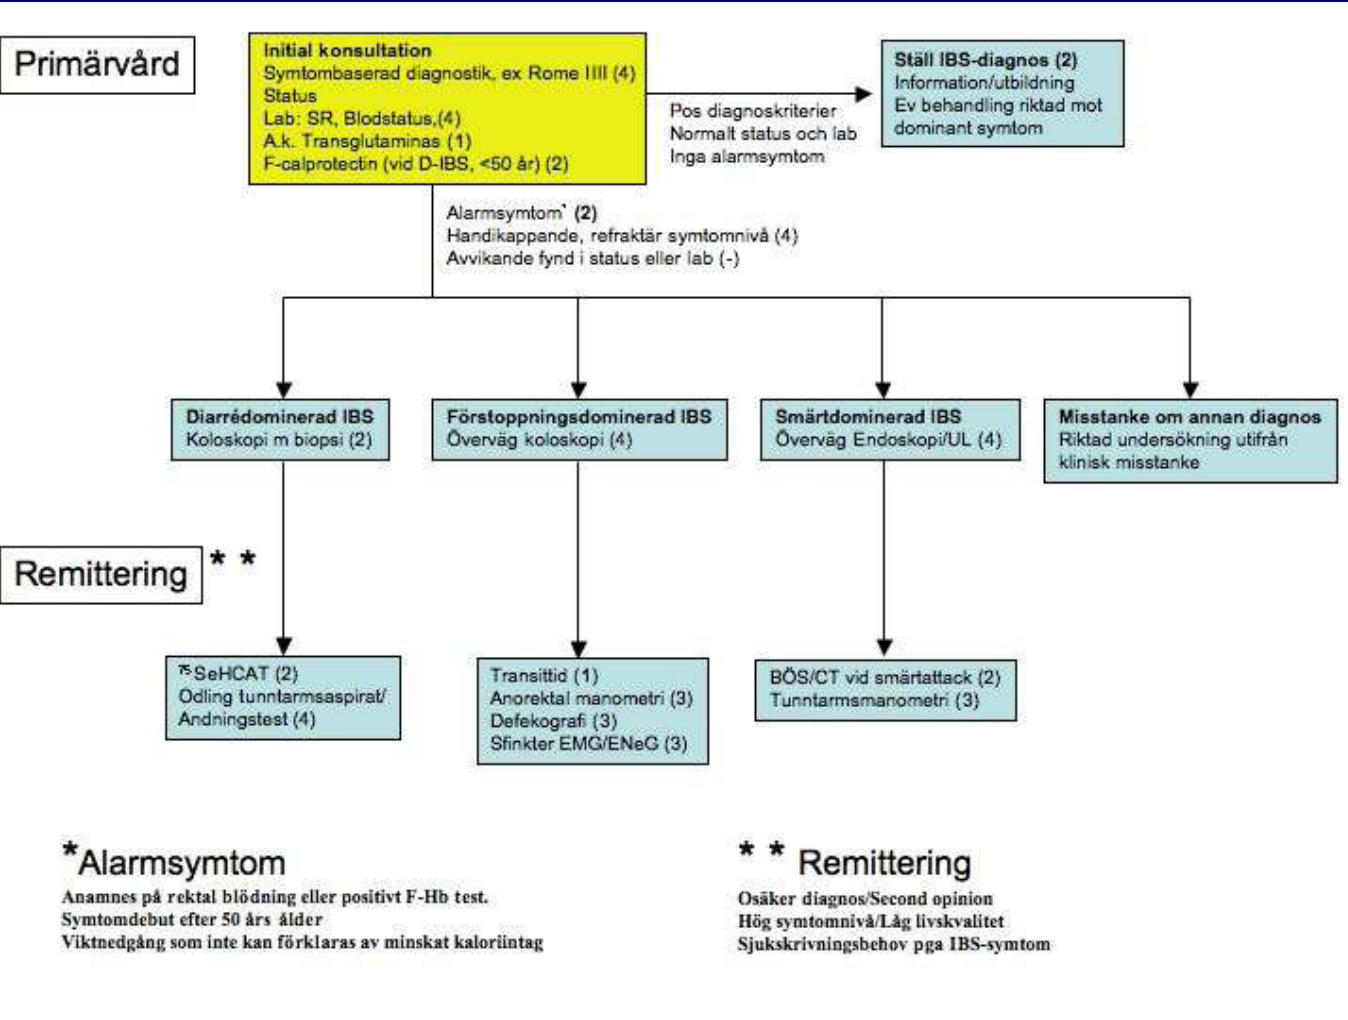 Primärvård
Initial konsultation
Symtombaserad diagnostik, ex Rome IIII (4)
Status
Lab: SR, Blodstatus,(4)
A.k. Transglutaminas (1)
F-calprotectin (vid D-IBS, <50 år) (2)
Pos diagnoskriterier
Normalt status och lab
Inga alarmsymtom
Ställ IBS-diagnos (2)
Information/utbildning
Ev behandling riktad mot
dominant symtom
Alarmsymtom* (2)
Handikappande, refraktär symtomnivå (4)
Avvikande fynd i status eller lab (-)
Diarrédominerad IBS
Koloskopi m biopsi (2)
Förstoppningsdominerad IBS
Överväg koloskopi (4)
Smärtdominerad IBS
Överväg Endoskopi/UL (4)
Misstanke om annan diagnos
Riktad undersökning utifrån
klinisk misstanke
Remittering * *
⁷⁵SeHCAT (2)
Odling tunntarmsaspirat/
Andningstest (4)
Transittid (1)
Anorektal manometri (3)
Defekografi (3)
Sfinkter EMG/ENeG (3)
BÖS/CT vid smärtattack (2)
Tunntarmsmanometri (3)
*Alarmsymtom
Anamnes på rektal blödning eller positivt F-Hb test.
Symtomdebut efter 50 års ålder
Viktnedgång som inte kan förklaras av minskat kaloriintag
* * Remittering
Osäker diagnos/Second opinion
Hög symtomnivå/Låg livskvalitet
Sjukskrivningsbehov pga IBS-symtom